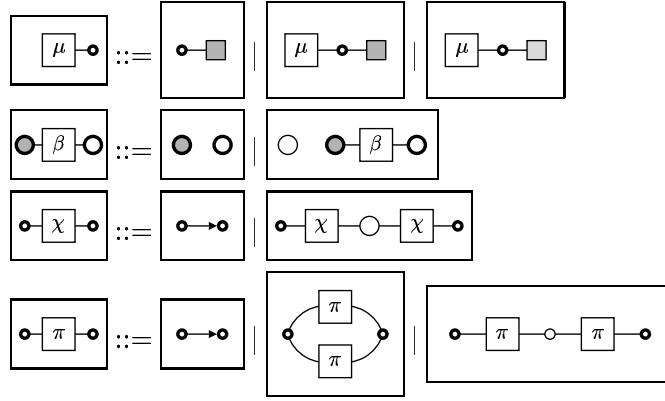 μ ::= | μ | μ
β ::= | β
χ ::= | χ χ
π ::= | π π | π π